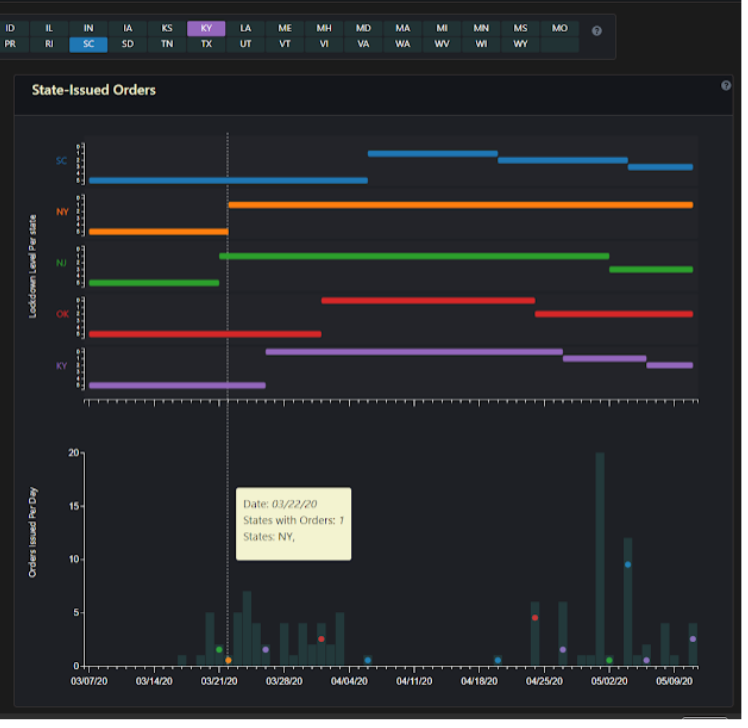 ID IL IN IA KS KY LA ME MH MD MA MI MN MS MO
PR RI SC SD TN TX UT VT VI VA WA WV WI WY
State-Issued Orders
Lockdown Level Per state
SC
NY
NJ
OK
KY
Orders Issued Per Day
20
15
10
5
0
Date: 03/22/20
States with Orders: 1
States: NY,
03/07/20 03/14/20 03/21/20 03/28/20 04/04/20 04/11/20 04/18/20 04/25/20 05/02/20 05/09/20